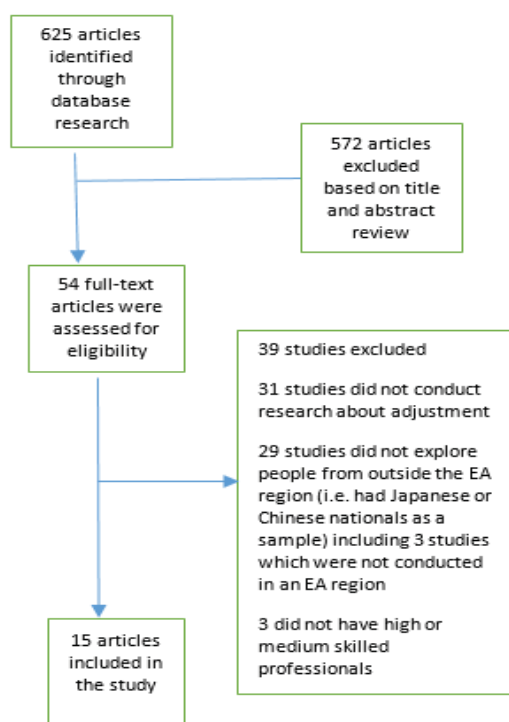 625 articles
identified
through
database
research
572 articles
excluded
based on title
and abstract
review
54 full-text
articles were
assessed for
eligibility
39 studies excluded
31 studies did not conduct
research about adjustment
29 studies did not explore
people from outside the EA
region (i.e. had Japanese or
Chinese nationals as a
sample) including 3 studies
which were not conducted
in an EA region
3 did not have high or
medium skilled
professionals
15 articles
included in
the study